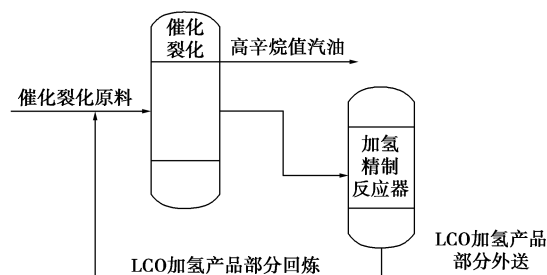 催化
裂化
高辛烷值汽油
催化裂化原料
加氢
精制
反应器
LCO加氢产品
部分外送
LCO加氢产品部分回炼